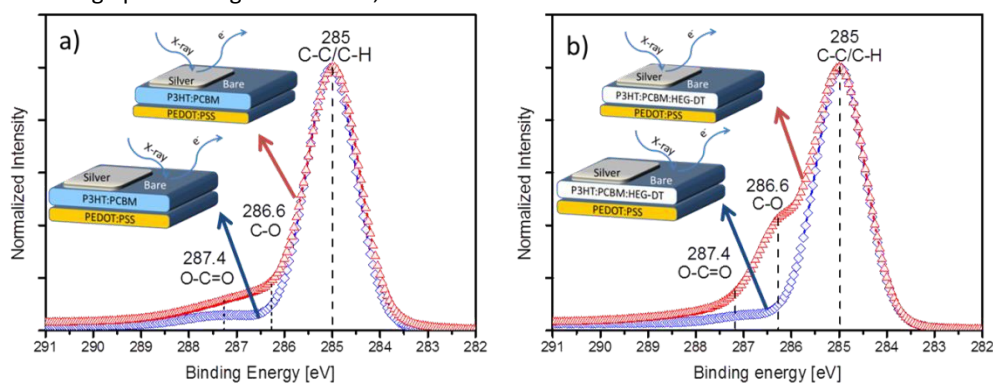 a)
285
C-C/C-H
X-ray
e-
Silver
Bare
P3HT:PCBM
PEDOT:PSS
X-ray
e-
Silver
Bare
P3HT:PCBM
PEDOT:PSS
286.6
C-O
287.4
O-C=O
Normalized Intensity
291 290 289 288 287 286 285 284 283 282
Binding Energy [eV]
b)
285
C-C/C-H
X-ray
e-
Silver
Bare
P3HT:PCBM:HEG-DT
PEDOT:PSS
X-ray
e-
Silver
Bare
P3HT:PCBM:HEG-DT
PEDOT:PSS
286.6
C-O
287.4
O-C=O
Normalized Intensity
291 290 289 288 287 286 285 284 283 282
Binding energy [eV]